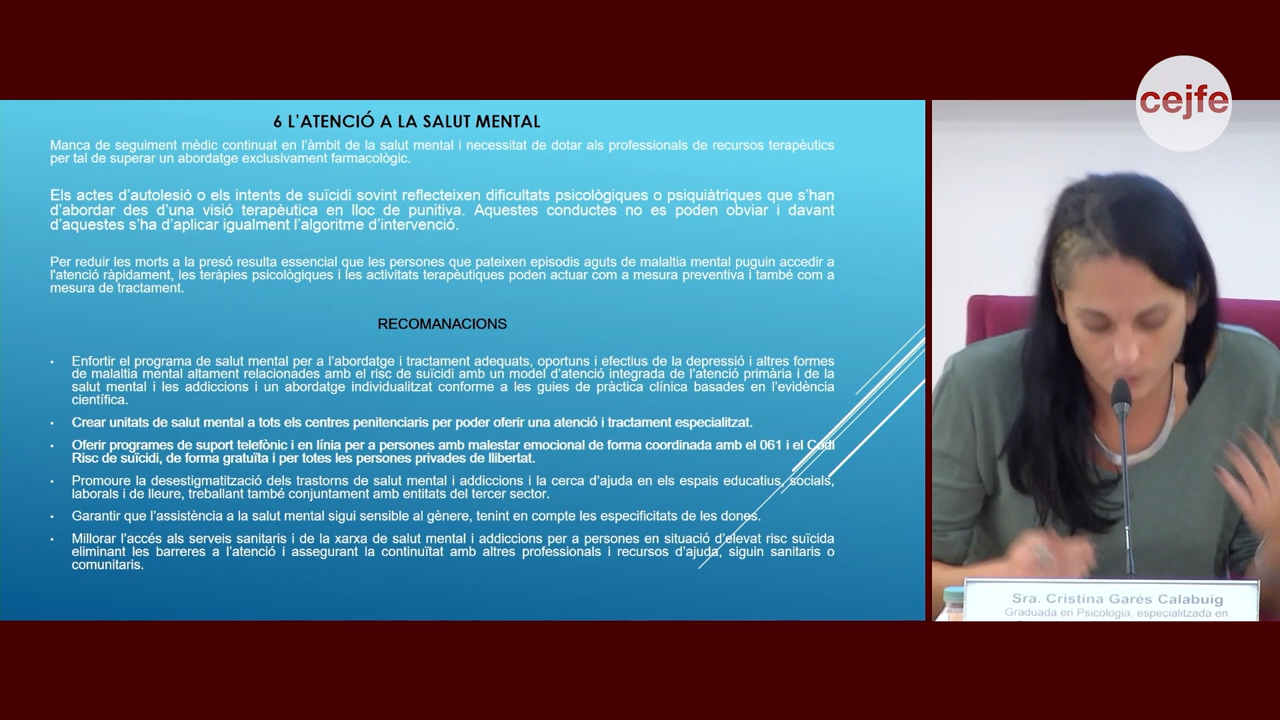 cejfe
6 L’ATENCIÓ A LA SALUT MENTAL
Manca de seguiment mèdic continuat en l’àmbit de la salut mental i necessitat de dotar als professionals de recursos terapèutics
per tal de superar un abordatge exclusivament farmacològic.
Els actes d’autolesió o els intents de suïcidi sovint reflecteixen dificultats psicològiques o psiquiàtriques que s’han
d’abordar des d’una visió terapèutica en lloc de punitiva. Aquestes conductes no es poden obviar i davant
d’aquestes s’ha d’aplicar igualment l’algoritme d’intervenció.
Per reduir les morts a la presó resulta essencial que les persones que pateixen episodis aguts de malaltia mental puguin accedir a
l'atenció ràpidament, les teràpies psicològiques i les activitats terapèutiques poden actuar com a mesura preventiva i també com a
mesura de tractament.
RECOMANACIONS
• Enfortir el programa de salut mental per a l’abordatge i tractament adequats, oportuns i efectius de la depressió i altres formes
de malaltia mental altament relacionades amb el risc de suïcidi amb un model d’atenció integrada de l’atenció primària i de la
salut mental i les addiccions i un abordatge individualitzat conforme a les guies de pràctica clínica basades en l’evidència
científica.
• Crear unitats de salut mental a tots els centres penitenciaris per poder oferir una atenció i tractament especialitzat.
• Oferir programes de suport telefònic i en línia per a persones amb malestar emocional de forma coordinada amb el 061 i el Codi
Risc de suïcidi, de forma gratuïta i per totes les persones privades de llibertat.
• Promoure la desestigmatització dels trastorns de salut mental i addiccions i la cerca d’ajuda en els espais educatius, socials,
laborals i de lleure, treballant també conjuntament amb entitats del tercer sector.
• Garantir que l’assistència a la salut mental sigui sensible al gènere, tenint en compte les especificitats de les dones.
• Millorar l’accés als serveis sanitaris i de la xarxa de salut mental i addiccions per a persones en situació d’elevat risc suïcida
eliminant les barreres a l’atenció i assegurant la continuïtat amb altres professionals i recursos d’ajuda, siguin sanitaris o
comunitaris.
Sra. Cristina Garés Calabuig
Graduada en Psicologia, especialitzada en